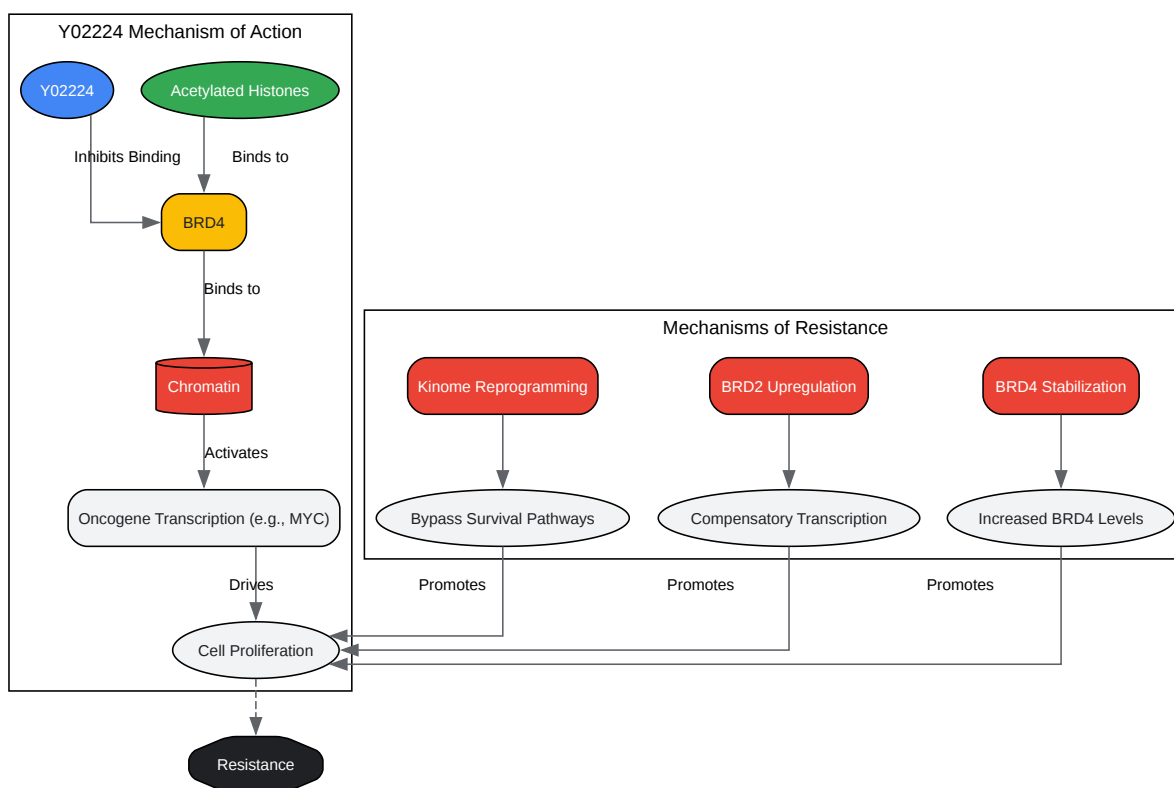 Y02224 Mechanism of Action
Y02224
Acetylated Histones
Inhibits Binding
Binds to
BRD4
Binds to
Mechanisms of Resistance
Chromatin
Kinome Reprogramming
BRD2 Upregulation
BRD4 Stabilization
Activates
Oncogene Transcription (e.g., MYC)
Bypass Survival Pathways
Compensatory Transcription
Increased BRD4 Levels
Drives
Promotes
Promotes
Promotes
Cell Proliferation
Resistance